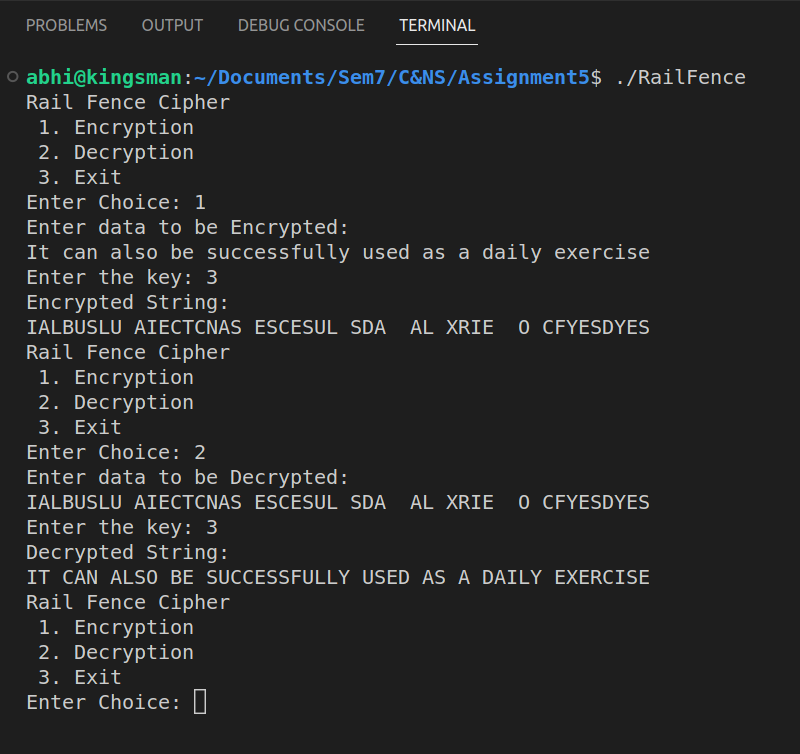 PROBLEMS OUTPUT DEBUG CONSOLE TERMINAL
abhi@kingsman:~/Documents/Sem7/C&NS/Assignment5$ ./RailFence
Rail Fence Cipher
 1. Encryption
 2. Decryption
 3. Exit
Enter Choice: 1
Enter data to be Encrypted:
It can also be successfully used as a daily exercise
Enter the key: 3
Encrypted String:
IALBUSLU AIECTCNAS ESCESUL SDA  AL XRIE  O CFYESDYES
Rail Fence Cipher
 1. Encryption
 2. Decryption
 3. Exit
Enter Choice: 2
Enter data to be Decrypted:
IALBUSLU AIECTCNAS ESCESUL SDA  AL XRIE  O CFYESDYES
Enter the key: 3
Decrypted String:
IT CAN ALSO BE SUCCESSFULLY USED AS A DAILY EXERCISE
Rail Fence Cipher
 1. Encryption
 2. Decryption
 3. Exit
Enter Choice: